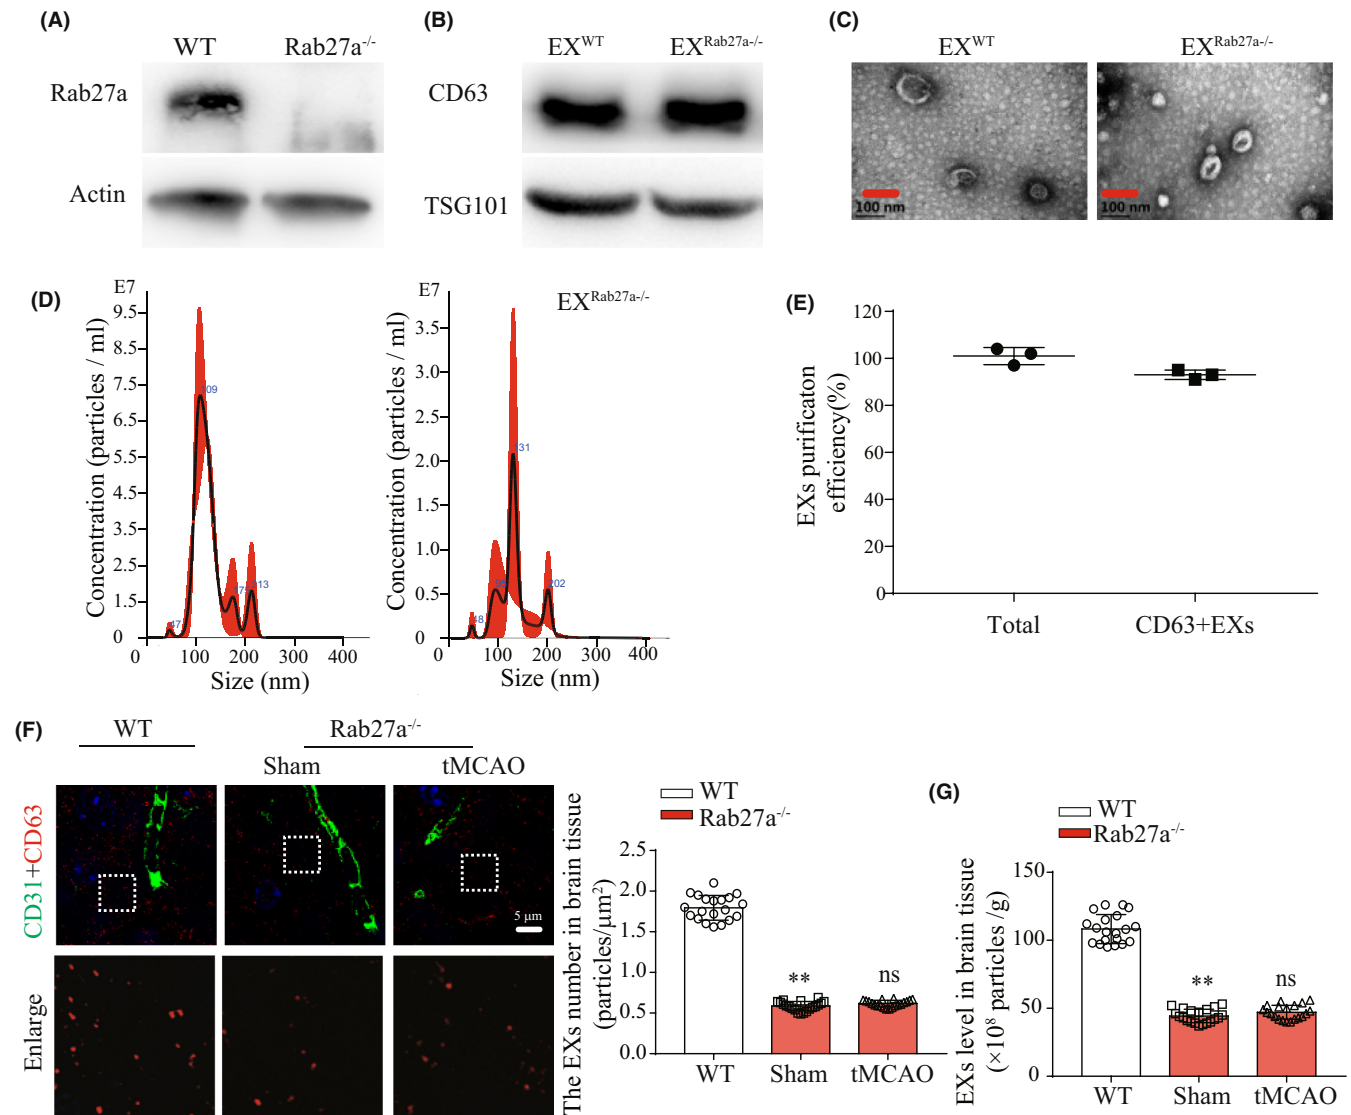 (A)
WT Rab27a-/-
Rab27a
Actin
(B)
EXWT EXRab27a-/-
CD63
TSG101
(C)
EXWT EXRab27a-/-
100 nm
100 nm
(D)
E7
Concentration (particles / ml)
9.5
8.5
7.5
6.5
5.5
4.5
3.5
2.5
1.5
0
47
109
175
213
0 100 200 300 400
Size (nm)
E7
EXRab27a-/-
Concentration (particles / ml)
3.5
3.0
2.5
2.0
1.5
1.0
0.5
0
48
131
202
0 100 200 300 400
Size (nm)
(E)
EXs purificaton
efficiency(%)
120
100
80
60
40
20
0
Total CD63+EXs
(F)
WT Rab27a-/-
Sham tMCAO
CD31+CD63
5 μm
Enlarge
WT
Rab27a-/-
The EXs number in brain tissue
(particles/μm²)
2.5
2.0
1.5
1.0
0.5
0.0
** ns
WT Sham tMCAO
(G)
WT
Rab27a-/-
EXs level in brain tissue
(×10⁸ particles /g)
150
100
50
0
** ns
WT Sham tMCAO